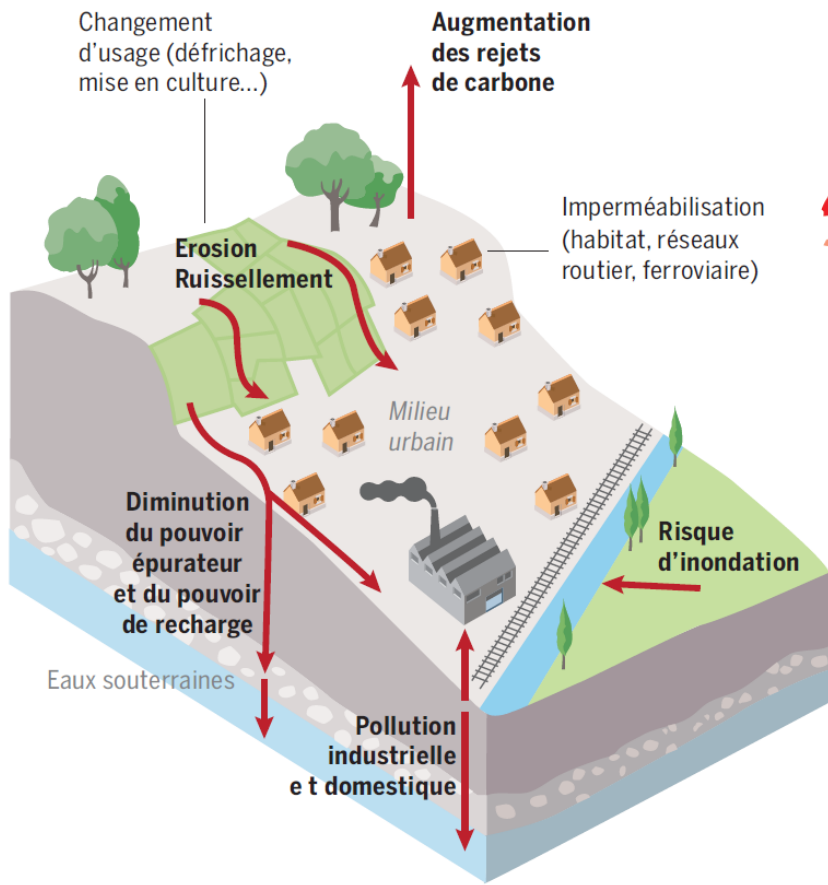 Changement
d’usage (défrichage,
mise en culture...)
Augmentation
des rejets
de carbone
Imperméabilisation
(habitat, réseaux
routier, ferroviaire)
Erosion
Ruissellement
Milieu
urbain
Diminution
du pouvoir
épurateur
et du pouvoir
de recharge
Risque
d’inondation
Eaux souterraines
Pollution
industrielle
e t domestique